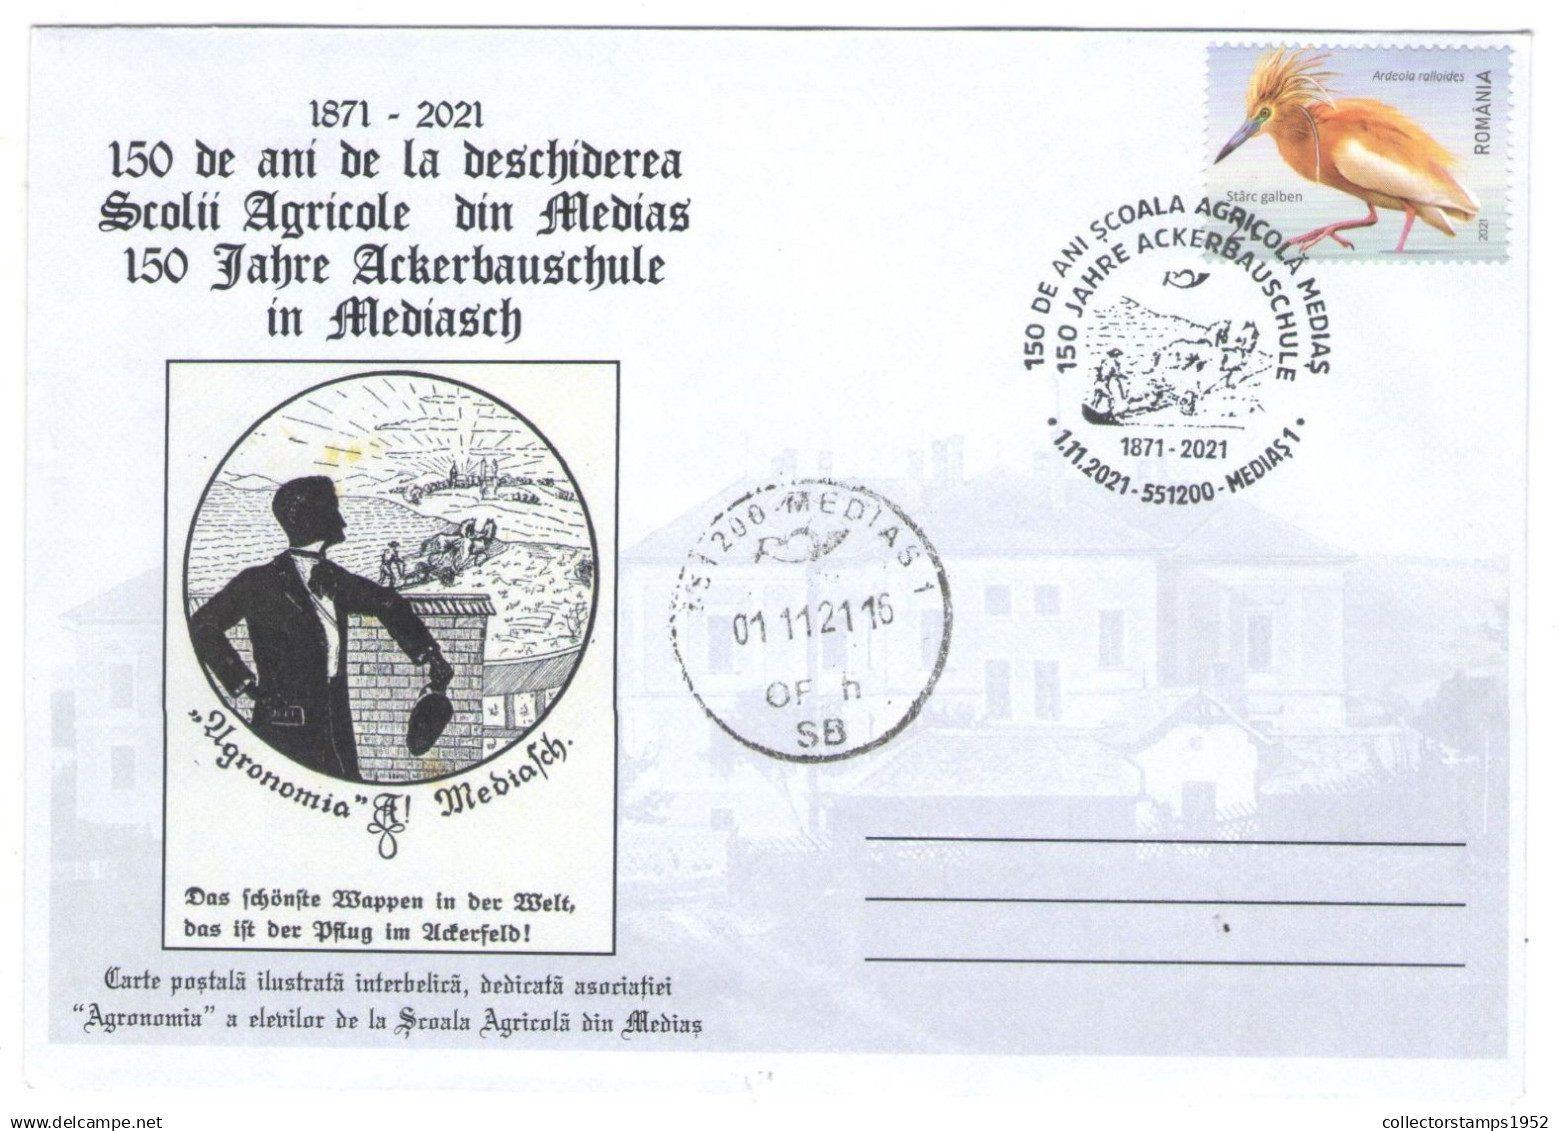 1871 - 2021
150 de ani de la deschiderea
Scolii Agricole din Medias
150 Jahre Ackerbauschule
in Mediasch
„Agronomia” A! Mediasch.
Das schönste Wappen in der Welt,
das ist der Pflug im Ackerfeld!
Carte poștală ilustrată interbelică, dedicată asociației
“Agronomia” a elevilor de la Școala Agricolă din Mediaș
Ardeola ralloides
ROMÂNIA
Stârc galben
2021
150 DE ANI ȘCOALA AGRICOLĂ MEDIAȘ
150 JAHRE ACKERBAUSCHULE
1871 - 2021
• 1.11.2021 - 551200 - MEDIAȘ 1 •
551200 MEDIAS 1
01 11 21 16
OF h
SB
collectorstamps1952